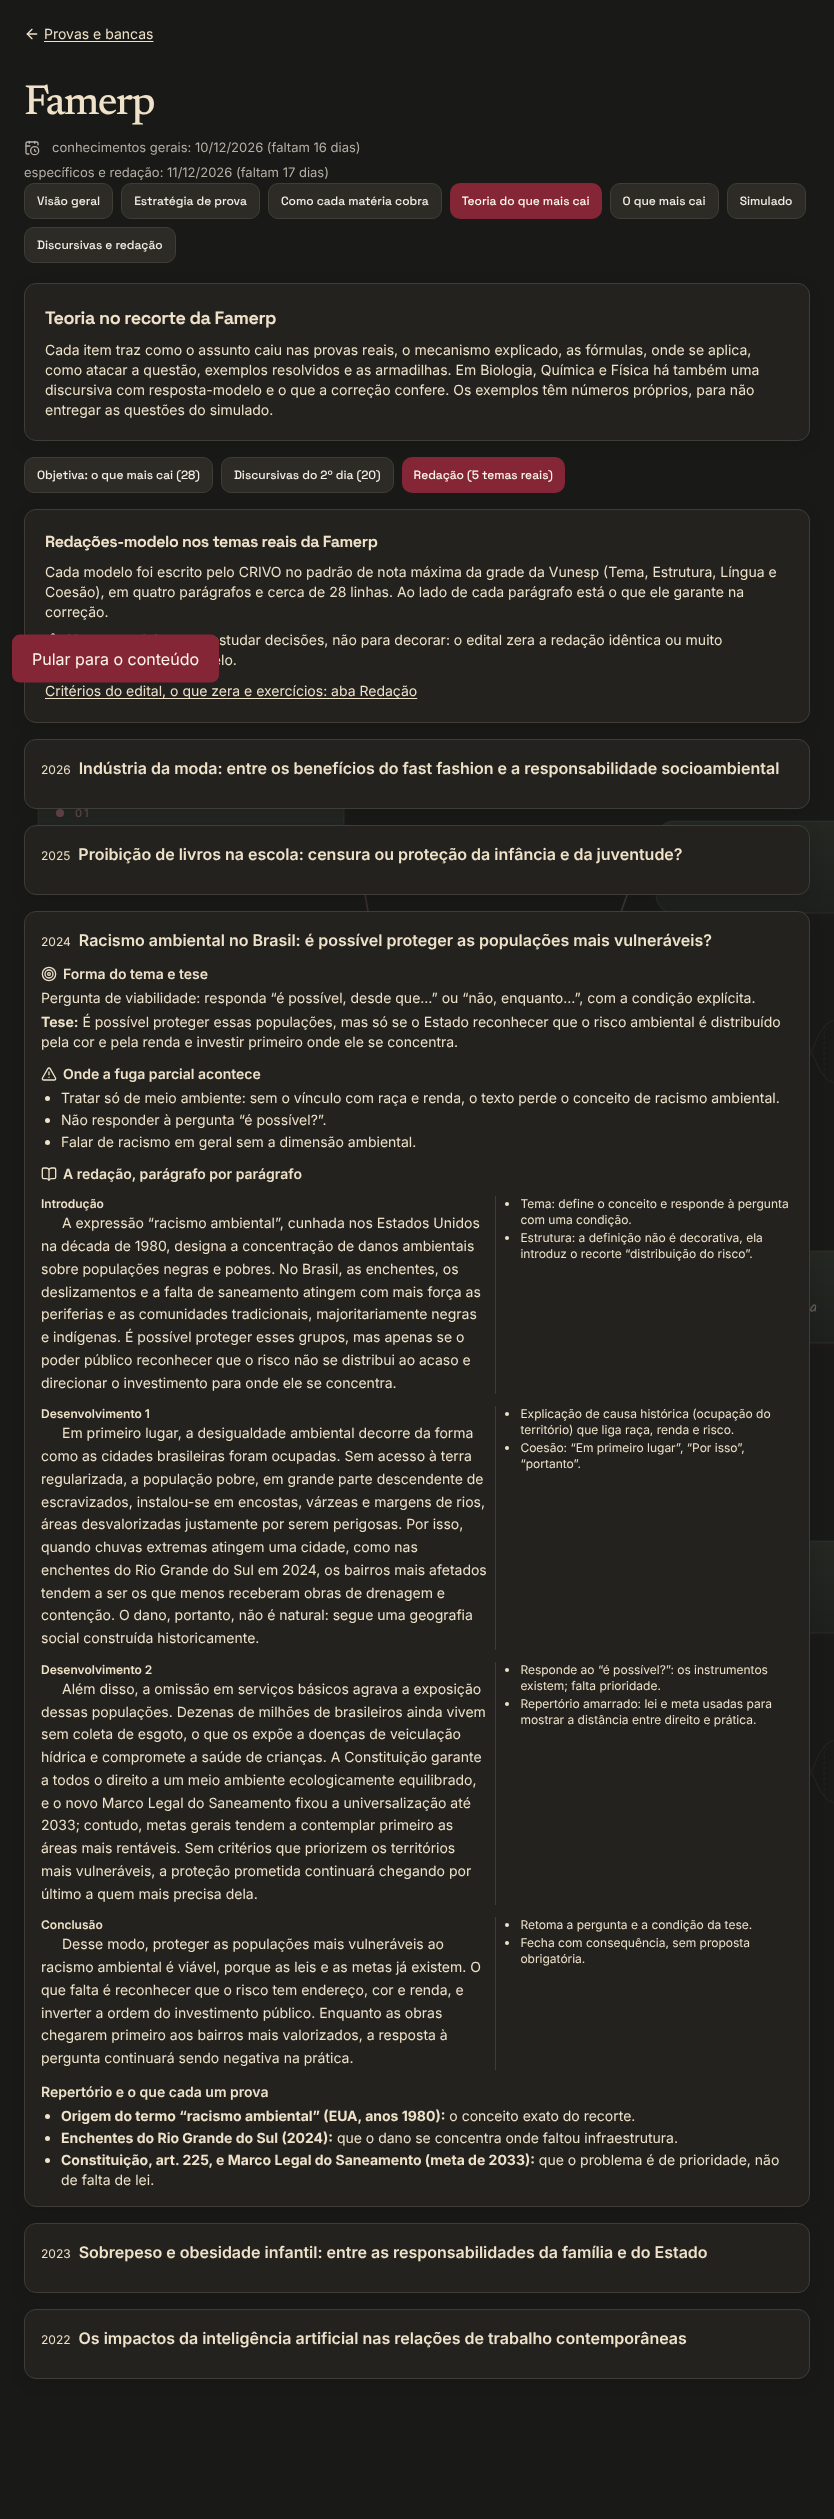 Provas e bancas
Famerp
conhecimentos gerais: 10/12/2026 (faltam 16 dias)
específicos e redação: 11/12/2026 (faltam 17 dias)
Visão geral
Estratégia de prova
Como cada matéria cobra
Teoria do que mais cai
O que mais cai
Simulado
Discursivas e redação
Teoria no recorte da Famerp
Cada item traz como o assunto caiu nas provas reais, o mecanismo explicado, as fórmulas, onde se aplica,
como atacar a questão, exemplos resolvidos e as armadilhas. Em Biologia, Química e Física há também uma
discursiva com resposta-modelo e o que a correção confere. Os exemplos têm números próprios, para não
entregar as questões do simulado.
Objetiva: o que mais cai (28)
Discursivas do 2º dia (20)
Redação (5 temas reais)
Redações-modelo nos temas reais da Famerp
Cada modelo foi escrito pelo CRIVO no padrão de nota máxima da grade da Vunesp (Tema, Estrutura, Língua e
Coesão), em quatro parágrafos e cerca de 28 linhas. Ao lado de cada parágrafo está o que ele garante na
correção.
studar decisões, não para decorar: o edital zera a redação idêntica ou muito
elo.
Pular para o conteúdo
Critérios do edital, o que zera e exercícios: aba Redação
2026 Indústria da moda: entre os benefícios do fast fashion e a responsabilidade socioambiental
01
2025 Proibição de livros na escola: censura ou proteção da infância e da juventude?
2024 Racismo ambiental no Brasil: é possível proteger as populações mais vulneráveis?
Forma do tema e tese
Pergunta de viabilidade: responda “é possível, desde que...” ou “não, enquanto...”, com a condição explícita.
Tese: É possível proteger essas populações, mas só se o Estado reconhecer que o risco ambiental é distribuído
pela cor e pela renda e investir primeiro onde ele se concentra.
Onde a fuga parcial acontece
• Tratar só de meio ambiente: sem o vínculo com raça e renda, o texto perde o conceito de racismo ambiental.
• Não responder à pergunta “é possível?”.
• Falar de racismo em geral sem a dimensão ambiental.
A redação, parágrafo por parágrafo
Introdução
A expressão “racismo ambiental”, cunhada nos Estados Unidos
na década de 1980, designa a concentração de danos ambientais
sobre populações negras e pobres. No Brasil, as enchentes, os
deslizamentos e a falta de saneamento atingem com mais força as
periferias e as comunidades tradicionais, majoritariamente negras
e indígenas. É possível proteger esses grupos, mas apenas se o
poder público reconhecer que o risco não se distribui ao acaso e
direcionar o investimento para onde ele se concentra.
• Tema: define o conceito e responde à pergunta
com uma condição.
• Estrutura: a definição não é decorativa, ela
introduz o recorte “distribuição do risco”.
Desenvolvimento 1
Em primeiro lugar, a desigualdade ambiental decorre da forma
como as cidades brasileiras foram ocupadas. Sem acesso à terra
regularizada, a população pobre, em grande parte descendente de
escravizados, instalou-se em encostas, várzeas e margens de rios,
áreas desvalorizadas justamente por serem perigosas. Por isso,
quando chuvas extremas atingem uma cidade, como nas
enchentes do Rio Grande do Sul em 2024, os bairros mais afetados
tendem a ser os que menos receberam obras de drenagem e
contenção. O dano, portanto, não é natural: segue uma geografia
social construída historicamente.
• Explicação de causa histórica (ocupação do
território) que liga raça, renda e risco.
• Coesão: “Em primeiro lugar”, “Por isso”,
“portanto”.
Desenvolvimento 2
Além disso, a omissão em serviços básicos agrava a exposição
dessas populações. Dezenas de milhões de brasileiros ainda vivem
sem coleta de esgoto, o que os expõe a doenças de veiculação
hídrica e compromete a saúde de crianças. A Constituição garante
a todos o direito a um meio ambiente ecologicamente equilibrado,
e o novo Marco Legal do Saneamento fixou a universalização até
2033; contudo, metas gerais tendem a contemplar primeiro as
áreas mais rentáveis. Sem critérios que priorizem os territórios
mais vulneráveis, a proteção prometida continuará chegando por
último a quem mais precisa dela.
• Responde ao “é possível?”: os instrumentos
existem; falta prioridade.
• Repertório amarrado: lei e meta usadas para
mostrar a distância entre direito e prática.
Conclusão
Desse modo, proteger as populações mais vulneráveis ao
racismo ambiental é viável, porque as leis e as metas já existem. O
que falta é reconhecer que o risco tem endereço, cor e renda, e
inverter a ordem do investimento público. Enquanto as obras
chegarem primeiro aos bairros mais valorizados, a resposta à
pergunta continuará sendo negativa na prática.
• Retoma a pergunta e a condição da tese.
• Fecha com consequência, sem proposta
obrigatória.
Repertório e o que cada um prova
• Origem do termo “racismo ambiental” (EUA, anos 1980): o conceito exato do recorte.
• Enchentes do Rio Grande do Sul (2024): que o dano se concentra onde faltou infraestrutura.
• Constituição, art. 225, e Marco Legal do Saneamento (meta de 2033): que o problema é de prioridade, não
de falta de lei.
2023 Sobrepeso e obesidade infantil: entre as responsabilidades da família e do Estado
2022 Os impactos da inteligência artificial nas relações de trabalho contemporâneas